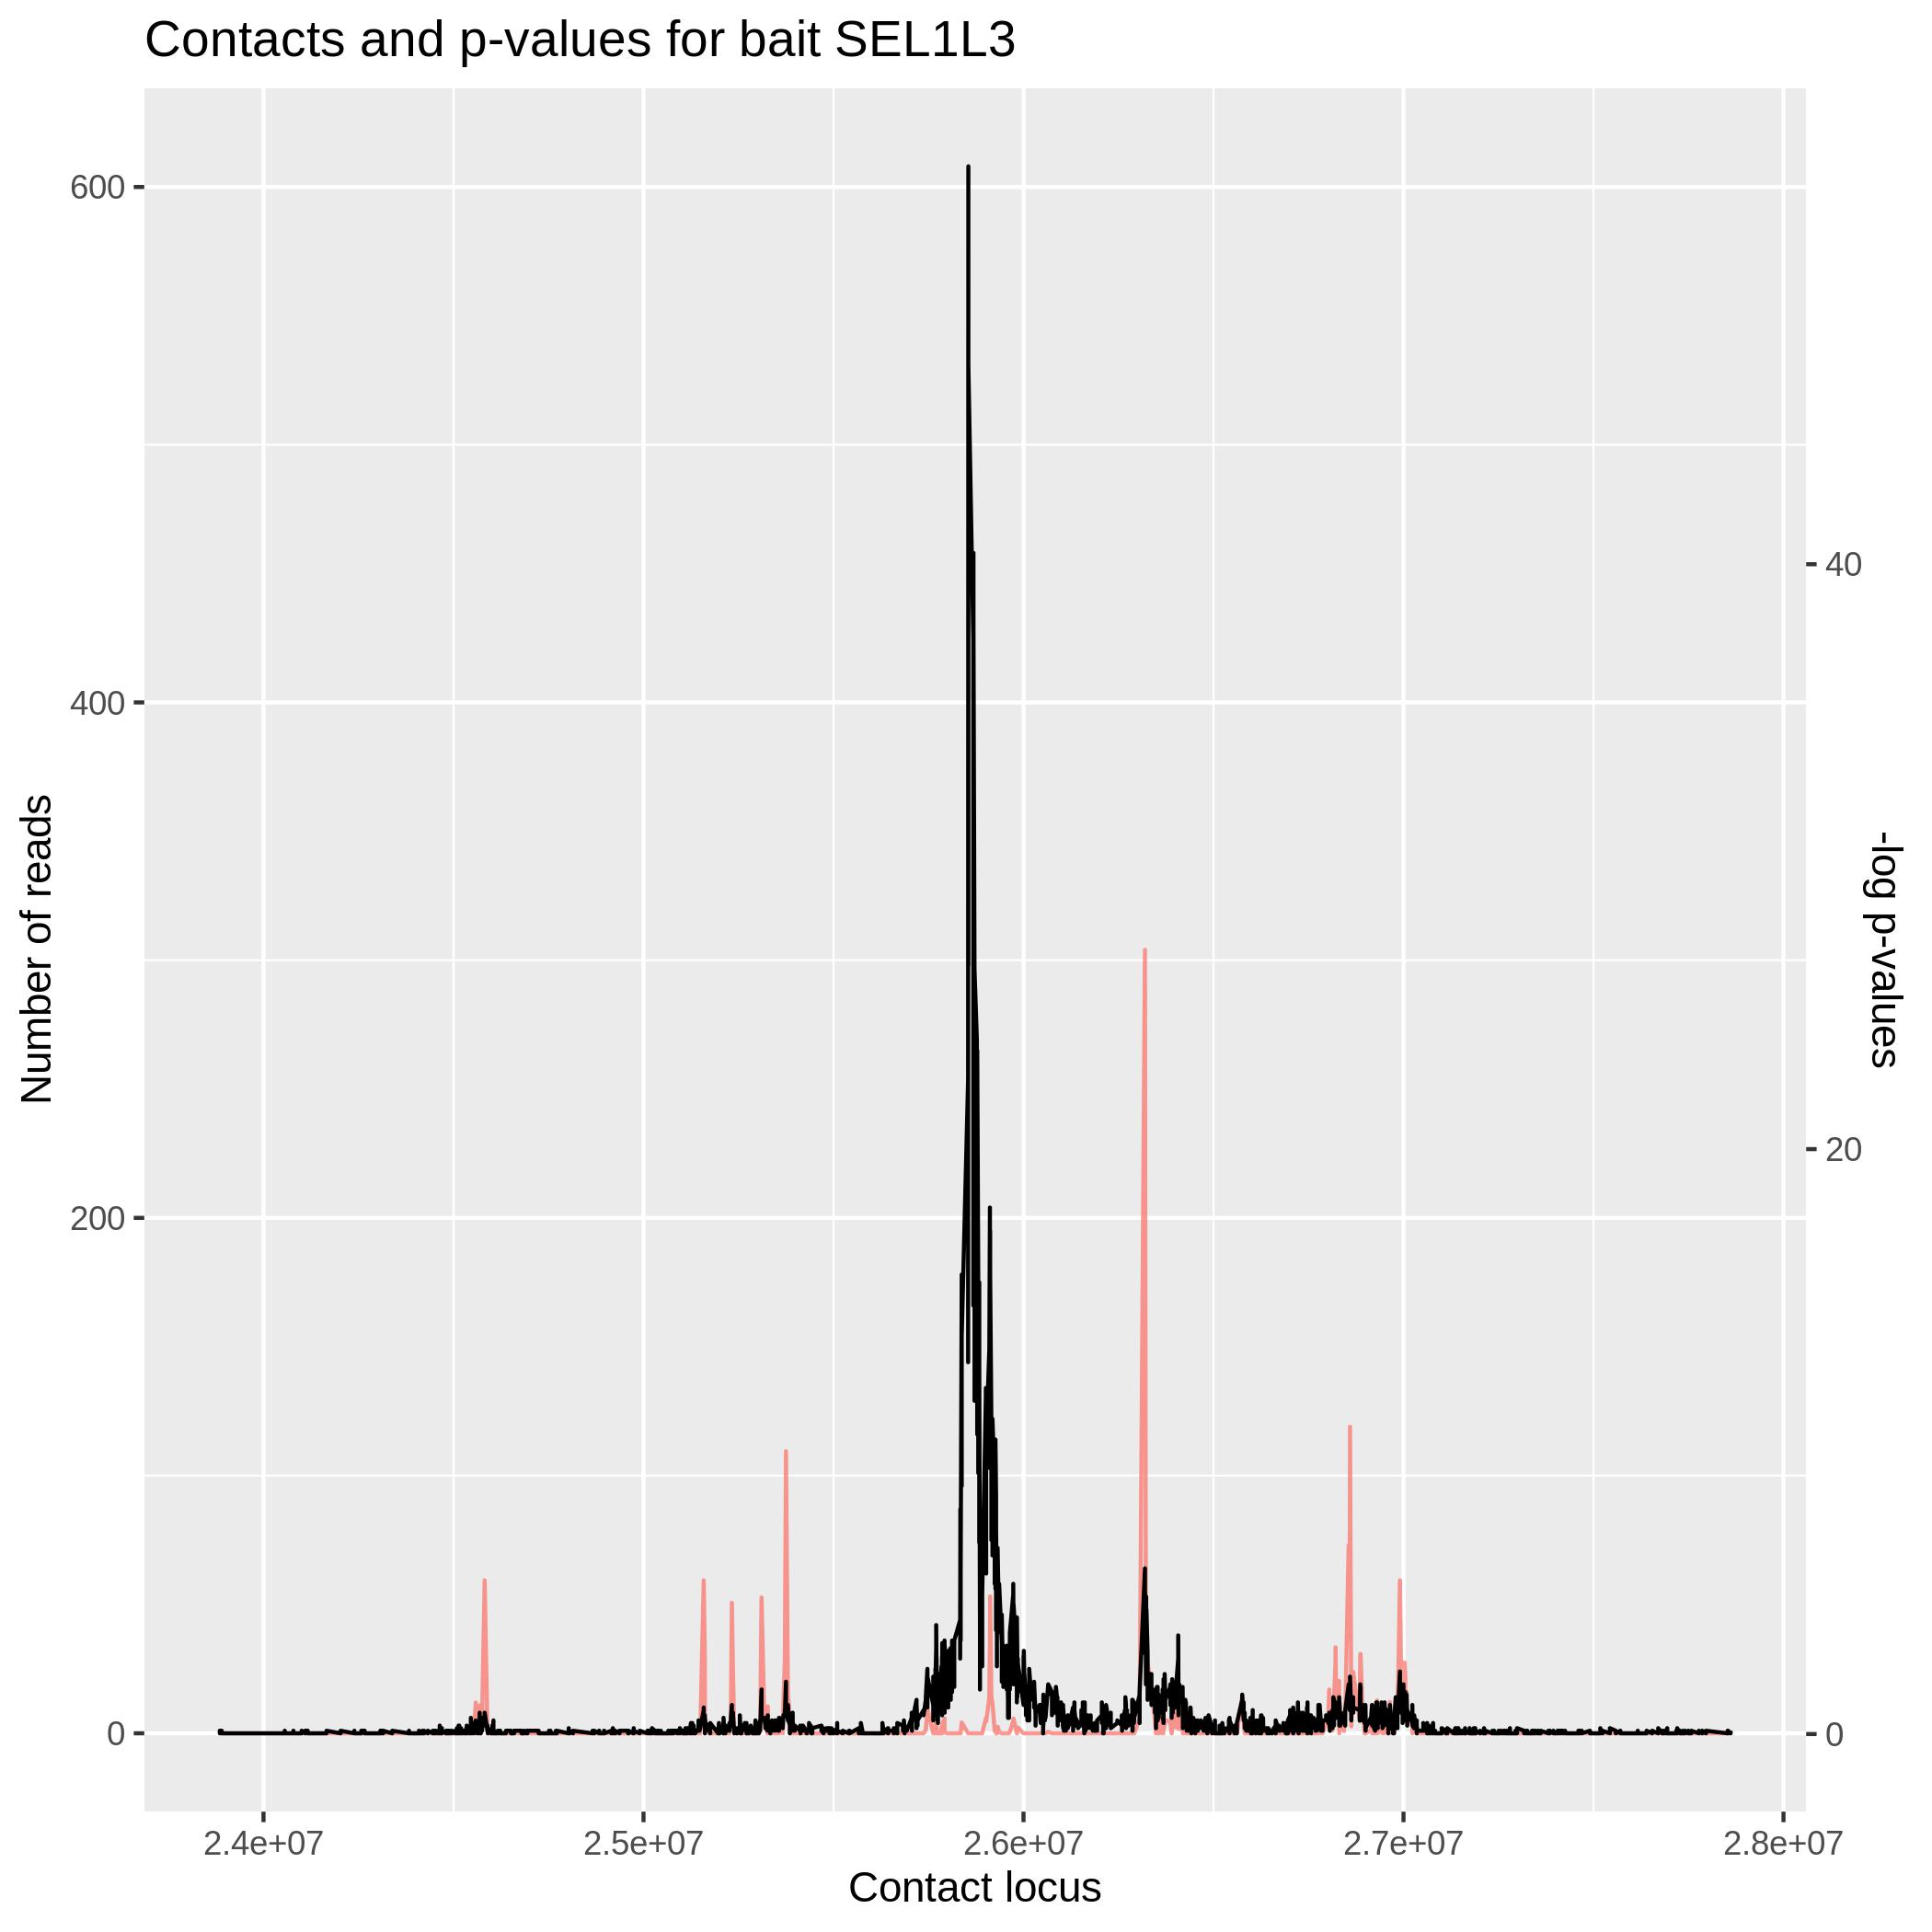 Contacts and p-values for bait SEL1L3
600
400
200
0
40
20
0
Number of reads
-log p-values
2.4e+07
2.5e+07
2.6e+07
2.7e+07
2.8e+07
Contact locus